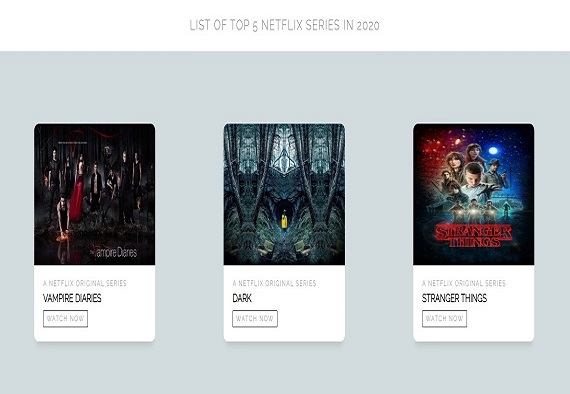 LIST OF TOP 5 NETFLIX SERIES IN 2020
The Vampire Diaries
STRANGER THINGS
A NETFLIX ORIGINAL SERIES
VAMPIRE DIARIES
WATCH NOW
A NETFLIX ORIGINAL SERIES
DARK
WATCH NOW
A NETFLIX ORIGINAL SERIES
STRANGER THINGS
WATCH NOW